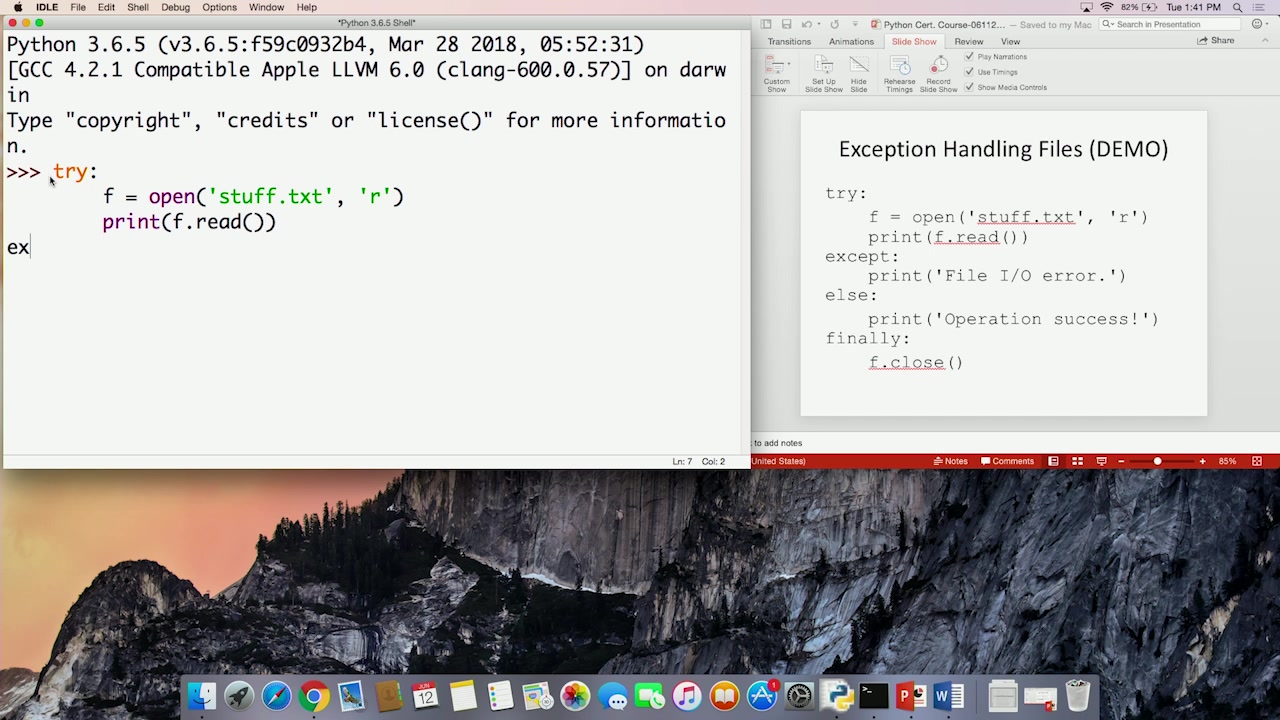 IDLE File Edit Shell Debug Options Window Help 82% Tue 1:41 PM
*Python 3.6.5 Shell*
Python 3.6.5 (v3.6.5:f59c0932b4, Mar 28 2018, 05:52:31)
[GCC 4.2.1 Compatible Apple LLVM 6.0 (clang-600.0.57)] on darw
in
Type "copyright", "credits" or "license()" for more informatio
n.
>>> try:
f = open('stuff.txt', 'r')
print(f.read())
ex
Ln: 7 Col: 2
Python Cert. Course-06112... — Saved to my Mac
Search in Presentation
Transitions Animations Slide Show Review View Share
Custom
Show
Set Up
Slide Show
Hide
Slide
Rehearse
Timings
Record
Slide Show
Play Narrations
Use Timings
Show Media Controls
Exception Handling Files (DEMO)
try:
f = open('stuff.txt', 'r')
print(f.read())
except:
print('File I/O error.')
else:
print('Operation success!')
finally:
f.close()
to add notes
United States) Notes Comments 85%
JUN
12
1